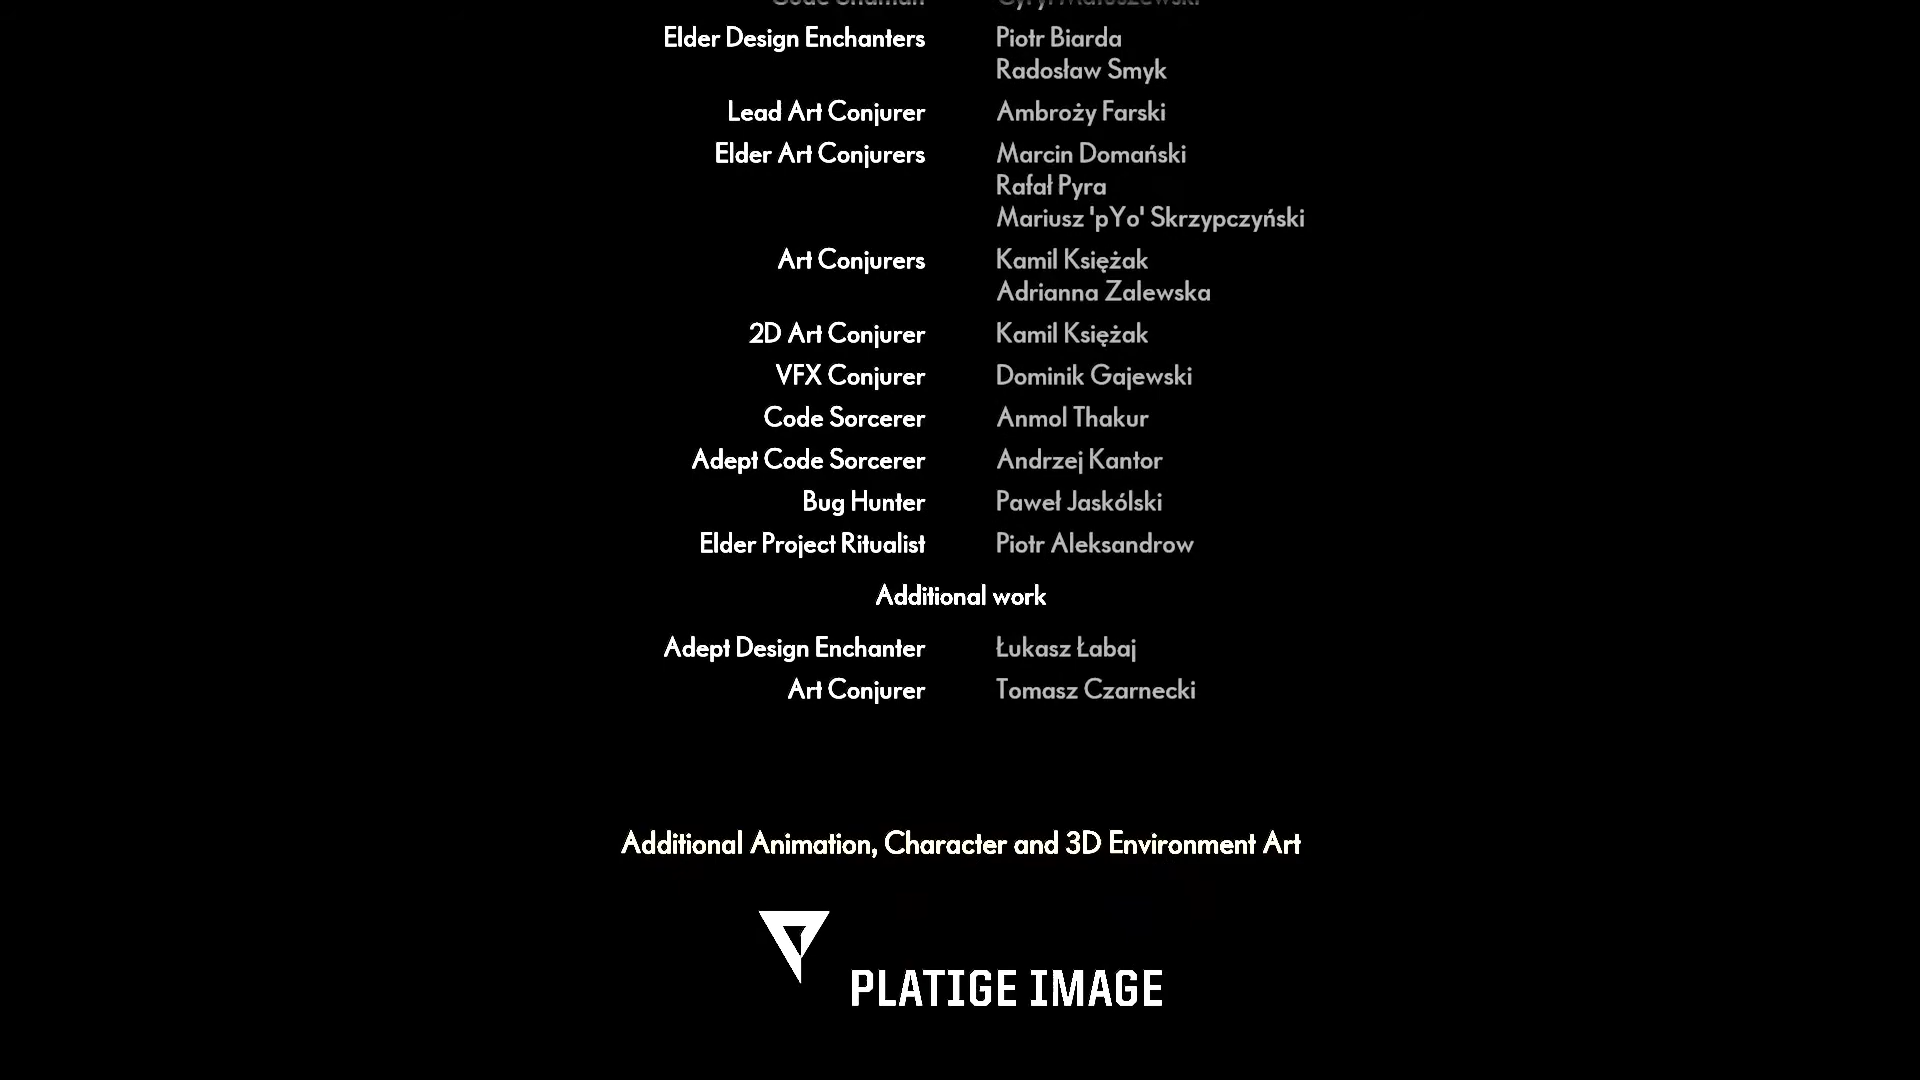 Elder Design Enchanters Piotr Biarda
Radosław Smyk
Lead Art Conjurer Ambroży Farski
Elder Art Conjurers Marcin Domański
Rafał Pyra
Mariusz 'pYo' Skrzypczyński
Art Conjurers Kamil Księżak
Adrianna Zalewska
2D Art Conjurer Kamil Księżak
VFX Conjurer Dominik Gajewski
Code Sorcerer Anmol Thakur
Adept Code Sorcerer Andrzej Kantor
Bug Hunter Paweł Jaskólski
Elder Project Ritualist Piotr Aleksandrow
Additional work
Adept Design Enchanter Łukasz Łabaj
Art Conjurer Tomasz Czarnecki
Additional Animation, Character and 3D Environment Art
PLATIGE IMAGE